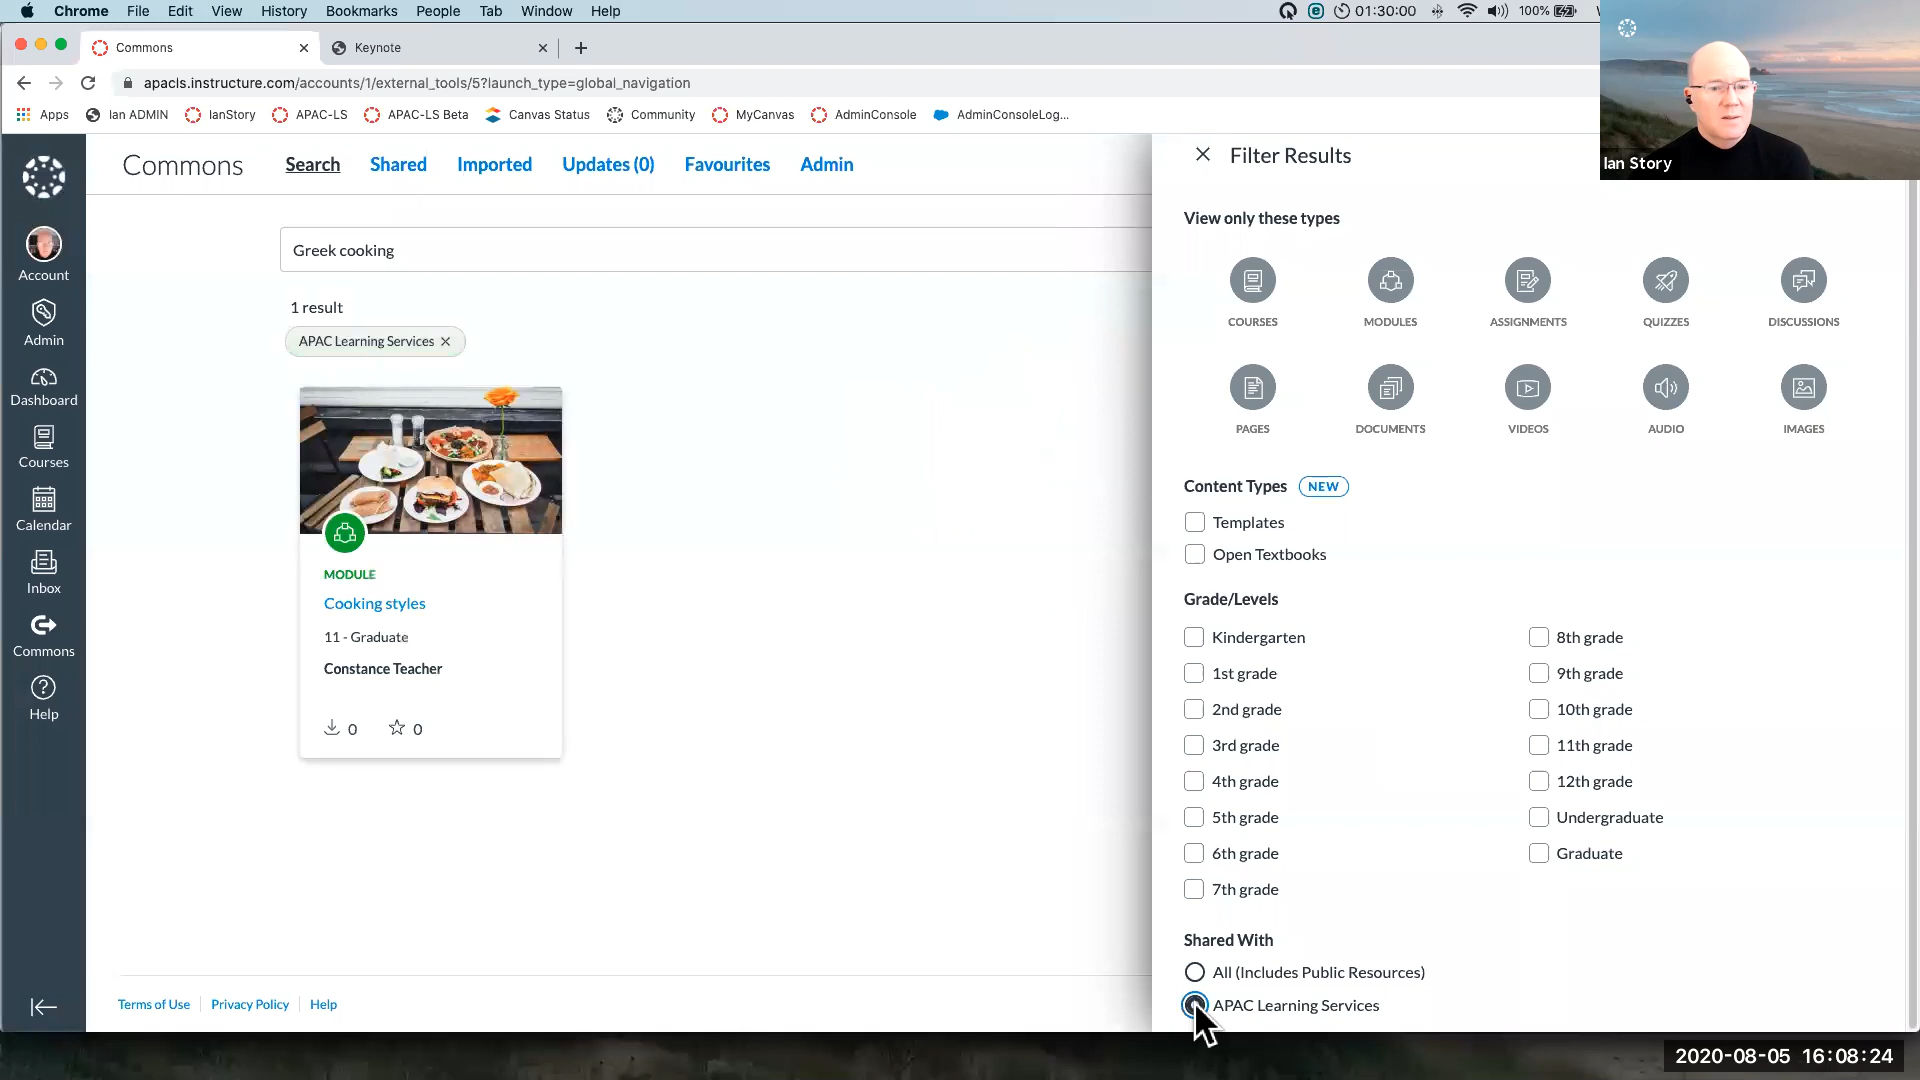 Chrome File Edit View History Bookmarks People Tab Window Help
01:30:00 100%
Commons
Keynote
apacls.instructure.com/accounts/1/external_tools/5?launch_type=global_navigation
Apps Ian ADMIN IanStory APAC-LS APAC-LS Beta Canvas Status Community MyCanvas AdminConsole AdminConsoleLog...
Ian Story
Account
Admin
Dashboard
Courses
Calendar
Inbox
Commons
Help
Commons Search Shared Imported Updates (0) Favourites Admin
Greek cooking
1 result
APAC Learning Services
MODULE
Cooking styles
11 - Graduate
Constance Teacher
0 0
Terms of Use Privacy Policy Help
Filter Results
View only these types
COURSES MODULES ASSIGNMENTS QUIZZES DISCUSSIONS
PAGES DOCUMENTS VIDEOS AUDIO IMAGES
Content Types NEW
Templates
Open Textbooks
Grade/Levels
Kindergarten 8th grade
1st grade 9th grade
2nd grade 10th grade
3rd grade 11th grade
4th grade 12th grade
5th grade Undergraduate
6th grade Graduate
7th grade
Shared With
All (Includes Public Resources)
APAC Learning Services
2020-08-05 16:08:24